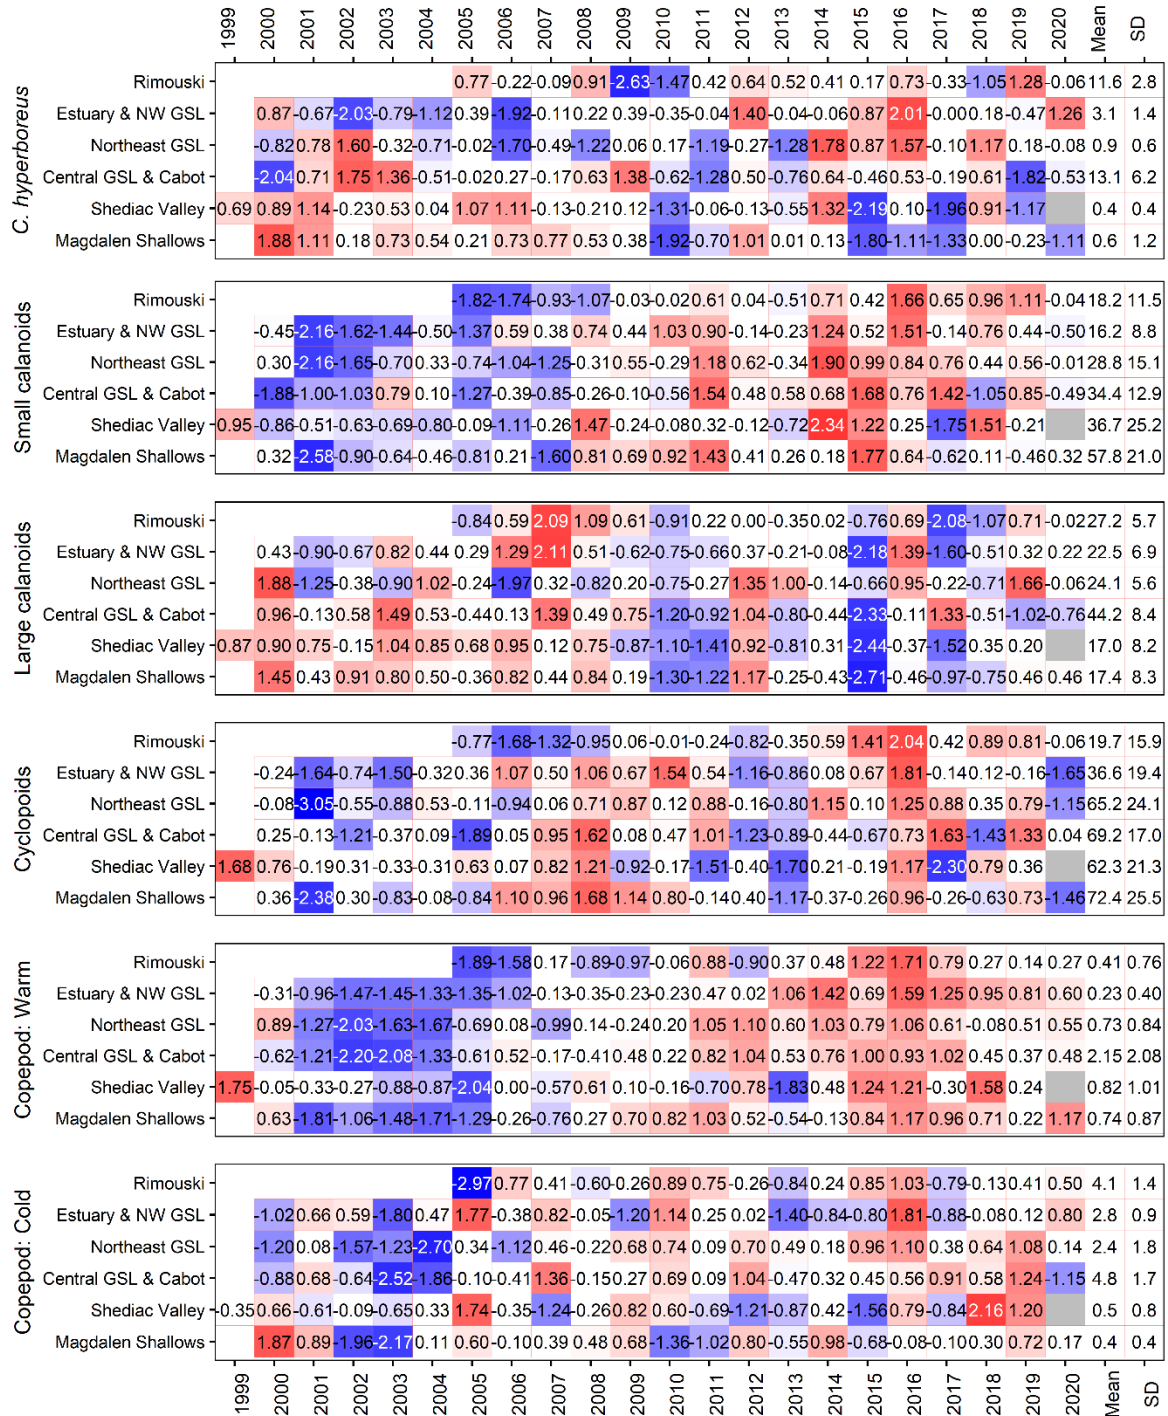 1999 2000 2001 2002 2003 2004 2005 2006 2007 2008 2009 2010 2011 2012 2013 2014 2015 2016 2017 2018 2019 2020 Mean SD
C. hyperboreus
Rimouski 0.77 -0.22 -0.09 0.91 -2.63 -1.47 0.42 0.64 0.52 0.41 0.17 0.73 -0.33 -1.05 1.28 -0.06 11.6 2.8
Estuary & NW GSL 0.87 -0.67 -2.03 -0.79 -1.12 0.39 -1.92 -0.11 0.22 0.39 -0.35 -0.04 1.40 -0.04 -0.06 0.87 2.01 -0.00 0.18 -0.47 1.26 3.1 1.4
Northeast GSL -0.82 0.78 1.60 -0.32 -0.71 -0.02 -1.70 -0.49 -1.22 0.06 0.17 -1.19 -0.27 -1.28 1.78 0.87 1.57 -0.10 1.17 -0.18 -0.08 0.9 0.6
Central GSL & Cabot -2.04 0.71 1.75 1.36 -0.51 -0.02 0.27 -0.17 0.63 1.38 -0.62 -1.28 0.50 -0.76 0.64 -0.46 0.53 -0.19 0.61 -1.82 -0.53 13.1 6.2
Shediac Valley 0.69 0.89 1.14 -0.23 0.53 0.04 1.07 1.11 -0.13 -0.21 0.12 -1.31 -0.06 -0.13 -0.55 1.32 -2.19 0.10 -1.96 0.91 -1.17 0.4 0.4
Magdalen Shallows 1.88 1.11 0.18 0.73 0.54 0.21 0.73 0.77 0.53 0.38 -1.92 -0.70 1.01 0.01 0.13 -1.80 -1.11 -1.33 0.00 -0.23 -1.11 0.6 1.2
Small calanoids
Rimouski -1.82 -1.74 -0.93 -1.07 -0.03 -0.02 0.61 0.04 -0.51 0.71 0.42 1.66 0.65 0.96 1.11 -0.04 18.2 11.5
Estuary & NW GSL -0.45 -2.16 -1.62 -1.44 -0.50 -1.37 0.59 0.38 0.74 0.44 1.03 0.90 -0.14 -0.23 1.24 0.52 1.51 -0.14 0.76 0.44 -0.50 16.2 8.8
Northeast GSL 0.30 -2.16 -1.65 -0.70 0.33 -0.74 -1.04 -1.25 -0.31 0.55 -0.29 1.18 0.62 -0.34 1.90 0.99 0.84 0.76 0.44 0.56 -0.01 28.8 15.1
Central GSL & Cabot -1.88 -1.00 -1.03 0.79 0.10 -1.27 -0.39 -0.85 -0.26 -0.10 -0.56 1.54 0.48 0.58 0.68 1.68 0.76 1.42 -1.05 0.85 -0.49 34.4 12.9
Shediac Valley 0.95 -0.86 -0.51 -0.63 -0.69 -0.80 -0.09 -1.11 -0.26 1.47 -0.24 -0.08 0.32 -0.12 -0.72 2.34 1.22 0.25 -1.75 1.51 -0.21 36.7 25.2
Magdalen Shallows 0.32 -2.58 -0.90 -0.64 -0.46 -0.81 0.21 -1.60 0.81 0.69 0.92 1.43 0.41 0.26 0.18 1.77 0.64 -0.62 0.11 -0.46 0.32 57.8 21.0
Large calanoids
Rimouski -0.84 0.59 2.09 1.09 0.61 -0.91 0.22 0.00 -0.35 0.02 -0.76 0.69 -2.08 -1.07 0.71 -0.02 27.2 5.7
Estuary & NW GSL 0.43 -0.90 -0.67 0.82 0.44 0.29 1.29 2.11 0.51 -0.62 -0.75 -0.66 0.37 -0.21 -0.08 -2.18 1.39 -1.60 -0.51 0.32 0.22 22.5 6.9
Northeast GSL 1.88 -1.25 -0.38 -0.90 1.02 -0.24 -1.97 0.32 -0.82 0.20 -0.75 -0.27 1.35 1.00 -0.14 -0.66 0.95 -0.22 -0.71 1.66 -0.06 24.1 5.6
Central GSL & Cabot 0.96 -0.13 0.58 1.49 0.53 -0.44 0.13 1.39 0.49 0.75 -1.20 -0.92 1.04 -0.80 -0.44 -2.33 -0.11 1.33 -0.51 -1.02 -0.76 44.2 8.4
Shediac Valley 0.87 0.90 0.75 -0.15 1.04 0.85 0.68 0.95 0.12 0.75 -0.87 -1.10 -1.41 0.92 -0.81 0.31 -2.44 -0.37 -1.52 0.35 0.20 17.0 8.2
Magdalen Shallows 1.45 0.43 0.91 0.80 0.50 -0.36 0.82 0.44 0.84 0.19 -1.30 -1.22 1.17 -0.25 -0.43 -2.71 -0.46 -0.97 -0.75 0.46 0.46 17.4 8.3
Cyclopoids
Rimouski -0.77 -1.68 -1.32 -0.95 0.06 -0.01 -0.24 -0.82 -0.35 0.59 1.41 2.04 0.42 0.89 0.81 -0.06 19.7 15.9
Estuary & NW GSL -0.24 -1.64 -0.74 -1.50 -0.32 0.36 1.07 0.50 1.06 0.67 1.54 0.54 -1.16 -0.86 0.08 0.67 1.81 -0.14 0.12 -0.16 -1.65 36.6 19.4
Northeast GSL -0.08 -3.05 -0.55 -0.88 0.53 -0.11 -0.94 0.06 0.71 0.87 0.12 0.88 -0.16 -0.80 1.15 0.10 1.25 0.88 0.35 0.79 -1.15 65.2 24.1
Central GSL & Cabot 0.25 -0.13 -1.21 -0.37 0.09 -1.89 0.05 0.95 1.62 0.08 0.47 1.01 -1.23 -0.89 -0.44 -0.67 0.73 1.63 -1.43 1.33 0.04 69.2 17.0
Shediac Valley 1.68 0.76 -0.19 0.31 -0.33 -0.31 0.63 0.07 0.82 1.21 -0.92 -0.17 -1.51 -0.40 -1.70 0.21 -0.19 1.17 -2.30 0.79 0.36 62.3 21.3
Magdalen Shallows 0.36 -2.38 0.30 -0.83 -0.08 -0.84 1.10 0.96 1.68 1.14 0.80 -0.14 0.40 -1.17 -0.37 -0.26 0.96 -0.26 -0.63 0.73 -1.46 72.4 25.5
Copepod: Warm
Rimouski -1.89 -1.58 0.17 -0.89 -0.97 -0.06 0.88 -0.90 0.37 0.48 1.22 1.71 0.79 0.27 0.14 0.27 0.41 0.76
Estuary & NW GSL -0.31 -0.96 -1.47 -1.45 -1.33 -1.35 -1.02 -0.13 -0.35 -0.23 -0.23 0.47 0.02 1.06 1.42 0.69 1.59 1.25 0.95 0.81 0.60 0.23 0.40
Northeast GSL 0.89 -1.27 -2.03 -1.63 -1.67 -0.69 0.08 -0.99 0.14 -0.24 0.20 1.05 1.10 0.60 1.03 0.79 1.06 0.61 -0.08 0.51 0.55 0.73 0.84
Central GSL & Cabot -0.62 -1.21 -2.20 -2.08 -1.33 -0.61 0.52 -0.17 -0.41 0.48 0.22 0.82 1.04 0.53 0.76 1.00 0.93 1.02 0.45 0.37 0.48 2.15 2.08
Shediac Valley 1.75 -0.05 -0.33 -0.27 -0.88 -0.87 -2.04 0.00 -0.57 0.61 0.10 -0.16 -0.70 0.78 -1.83 0.48 1.24 1.21 -0.30 1.58 0.24 0.82 1.01
Magdalen Shallows 0.63 -1.81 -1.06 -1.48 -1.71 -1.29 -0.26 -0.76 0.27 0.70 0.82 1.03 0.52 -0.54 -0.13 0.84 1.17 0.96 0.71 0.22 1.17 0.74 0.87
Copepod: Cold
Rimouski -2.97 0.77 0.41 -0.60 -0.26 0.89 0.75 -0.26 -0.84 0.24 0.85 1.03 -0.79 -0.13 0.41 0.50 4.1 1.4
Estuary & NW GSL -1.02 0.66 0.59 -1.80 0.47 1.77 -0.38 0.82 -0.05 -1.20 1.14 0.25 0.02 -1.40 -0.84 -0.80 1.81 -0.88 -0.08 0.12 0.80 2.8 0.9
Northeast GSL -1.20 0.08 -1.57 -1.23 -2.70 0.34 -1.12 0.46 -0.22 0.68 0.74 0.09 0.70 0.49 0.18 0.96 1.10 0.38 0.64 1.08 0.14 2.4 1.8
Central GSL & Cabot -0.88 0.68 -0.64 -2.52 -1.86 -0.10 -0.41 1.36 -0.15 0.27 0.69 0.09 1.04 -0.47 0.32 0.45 0.56 0.91 0.58 1.24 -1.15 4.8 1.7
Shediac Valley -0.35 0.66 -0.61 -0.09 -0.65 0.33 1.74 -0.35 -1.24 -0.26 0.82 0.60 -0.69 -1.21 -0.87 0.42 -1.56 0.79 -0.84 2.16 1.20 0.5 0.8
Magdalen Shallows 1.87 0.89 -1.96 -2.17 0.11 0.60 -0.10 0.39 0.48 0.68 -1.36 -1.02 0.80 -0.55 0.98 -0.68 -0.08 -0.10 0.30 0.72 0.17 0.4 0.4
1999 2000 2001 2002 2003 2004 2005 2006 2007 2008 2009 2010 2011 2012 2013 2014 2015 2016 2017 2018 2019 2020 Mean SD